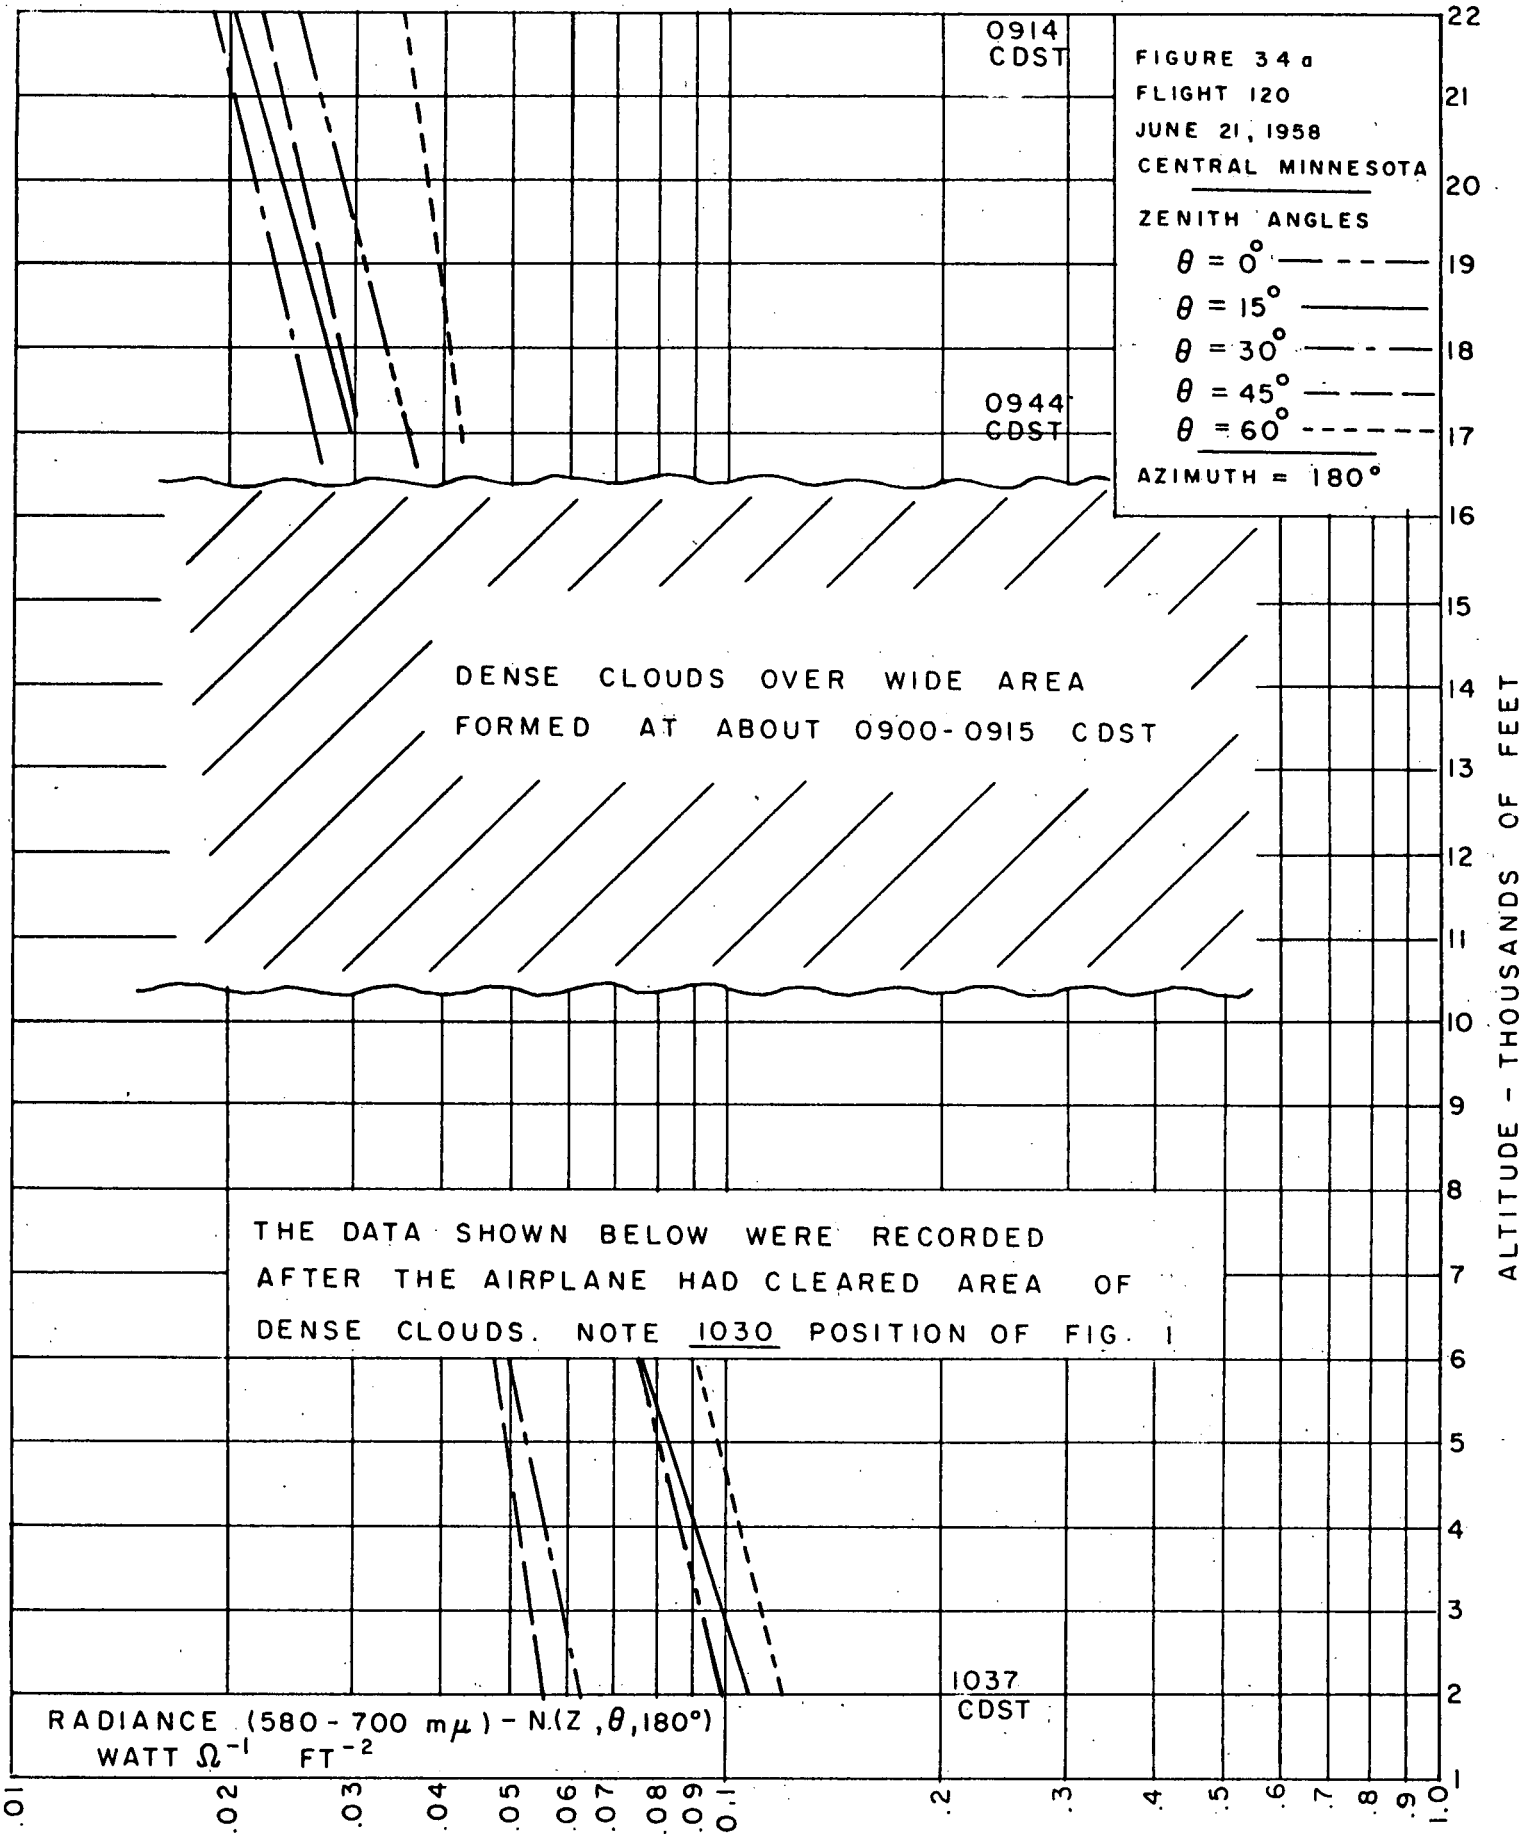 0914
CDST
FIGURE 34 a
FLIGHT 120
JUNE 21, 1958
CENTRAL MINNESOTA
ZENITH ANGLES
θ = 0°
θ = 15°
θ = 30°
θ = 45°
θ = 60°
AZIMUTH = 180°
0944
CDST
22
21
20
19
18
17
16
15
14
13
12
11
10
9
8
7
6
5
4
3
2
1
ALTITUDE - THOUSANDS OF FEET
DENSE CLOUDS OVER WIDE AREA
FORMED AT ABOUT 0900-0915 CDST
THE DATA SHOWN BELOW WERE RECORDED
AFTER THE AIRPLANE HAD CLEARED AREA OF
DENSE CLOUDS. NOTE 1030 POSITION OF FIG. 1
1037
CDST
RADIANCE (580-700 mμ) - N(Z, θ, 180°)
WATT Ω⁻¹ FT⁻²
.01 .02 .03 .04 .05 .06 .07 .08 .09 0.1 .2 .3 .4 .5 .6 .7 .8 .9 1.0